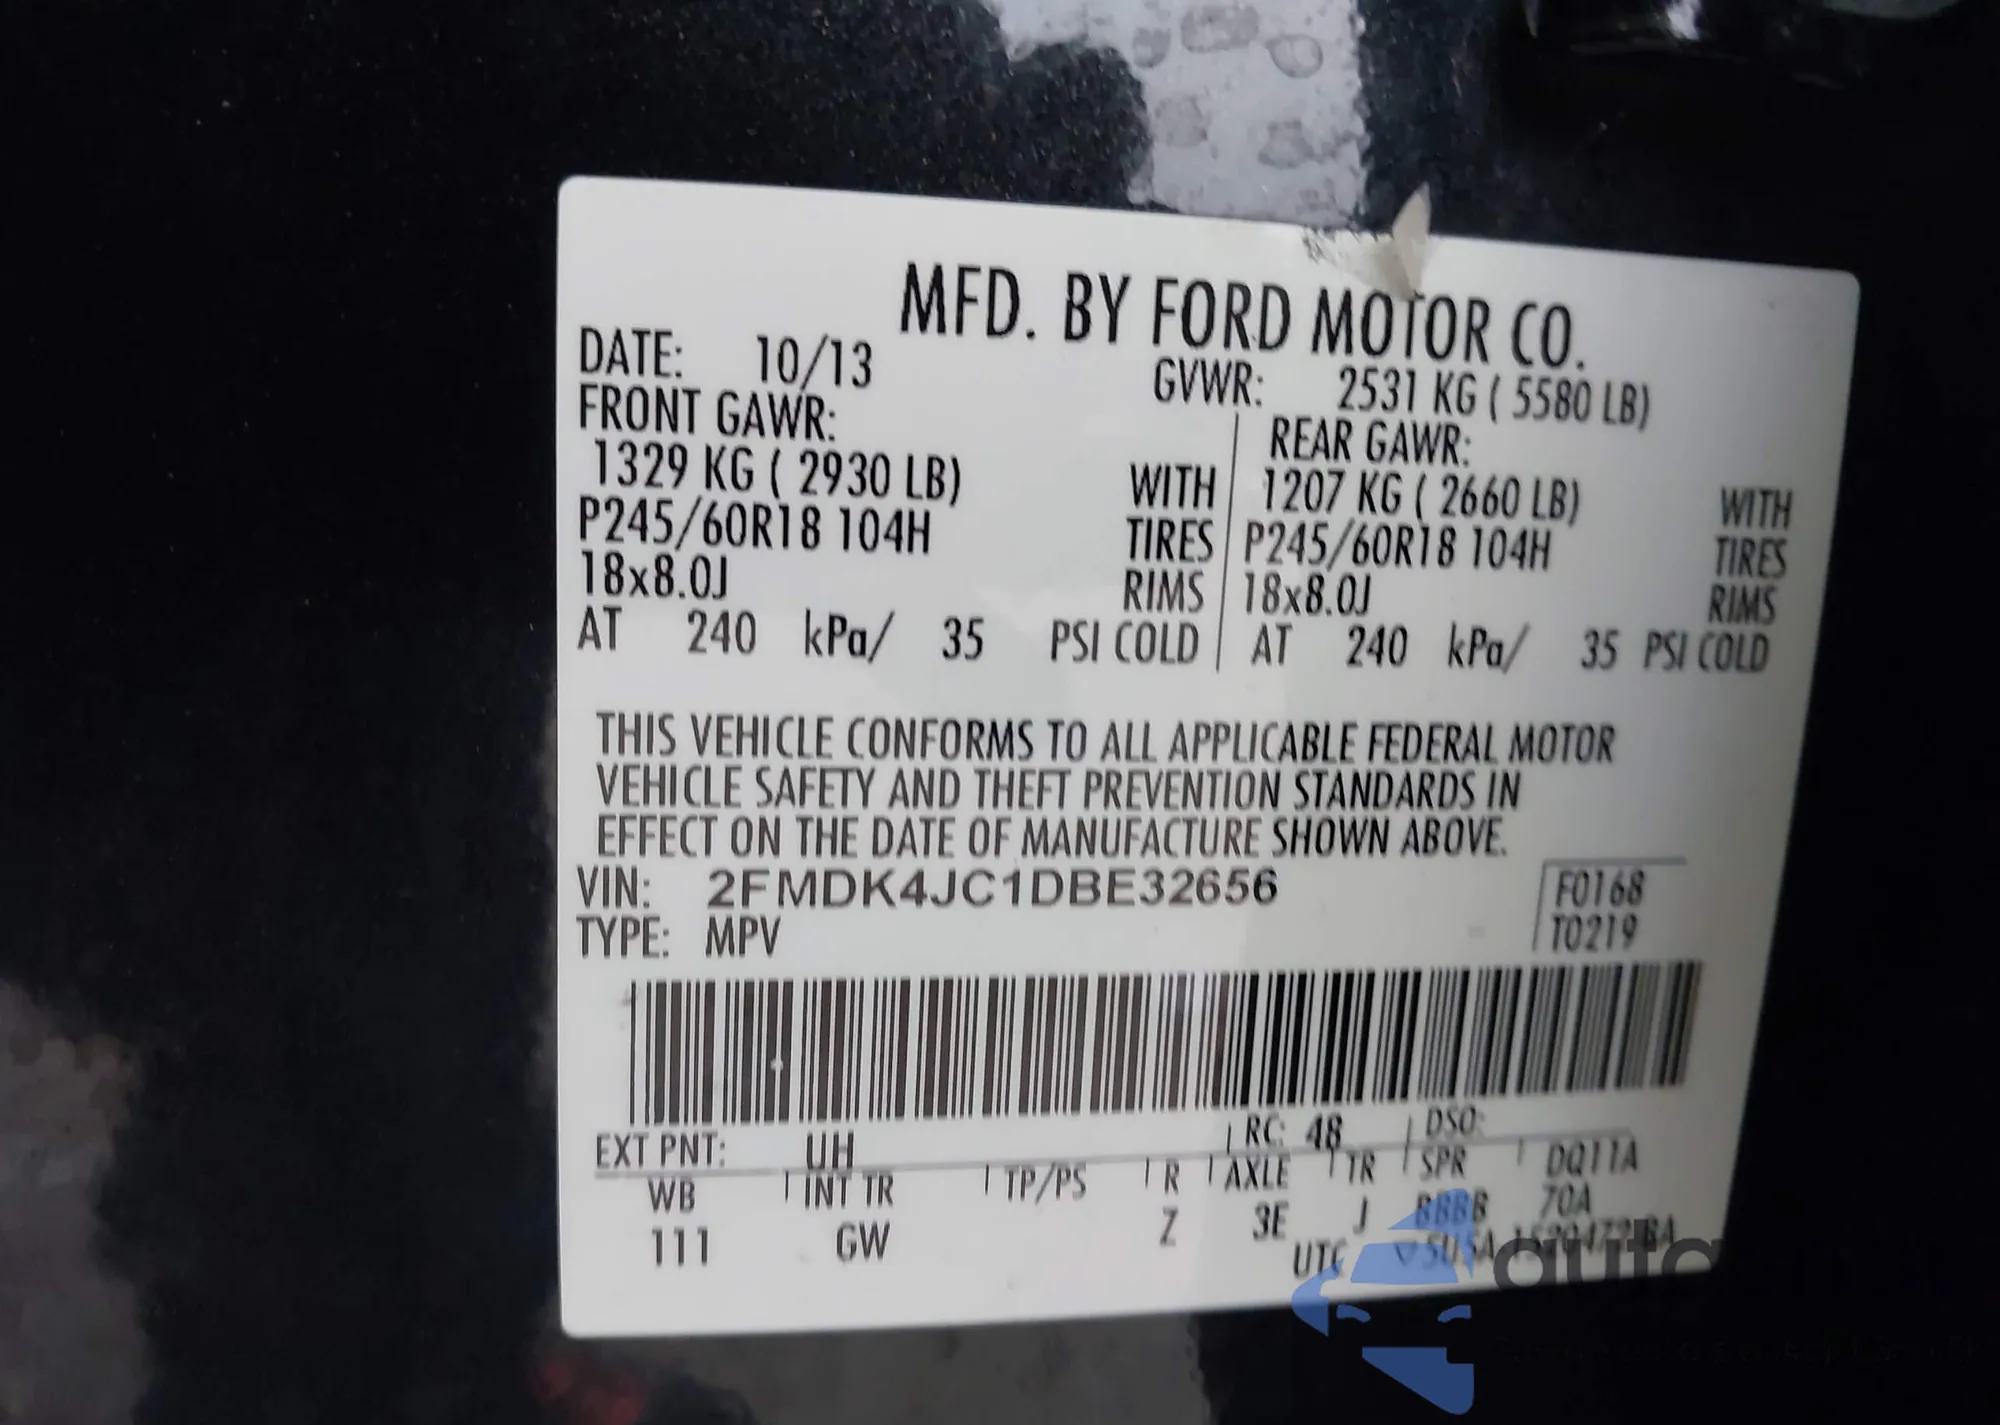 MFD. BY FORD MOTOR CO.
DATE: 10/13
GVWR: 2531 KG ( 5580 LB)
FRONT GAWR:
REAR GAWR:
1329 KG ( 2930 LB) WITH
1207 KG ( 2660 LB) WITH
P245/60R18 104H TIRES
P245/60R18 104H TIRES
18x8.0J RIMS
18x8.0J RIMS
AT 240 kPa/ 35 PSI COLD
AT 240 kPa/ 35 PSI COLD
THIS VEHICLE CONFORMS TO ALL APPLICABLE FEDERAL MOTOR
VEHICLE SAFETY AND THEFT PREVENTION STANDARDS IN
EFFECT ON THE DATE OF MANUFACTURE SHOWN ABOVE.
VIN: 2FMDK4JC1DBE32656
F0168
TYPE: MPV
T0219
EXT PNT: UH RC: 48 DSO:
WB INT TR TP/PS R AXLE TR SPR DQ11A
111 GW Z 3E J BBBB 70A
UTC
auto